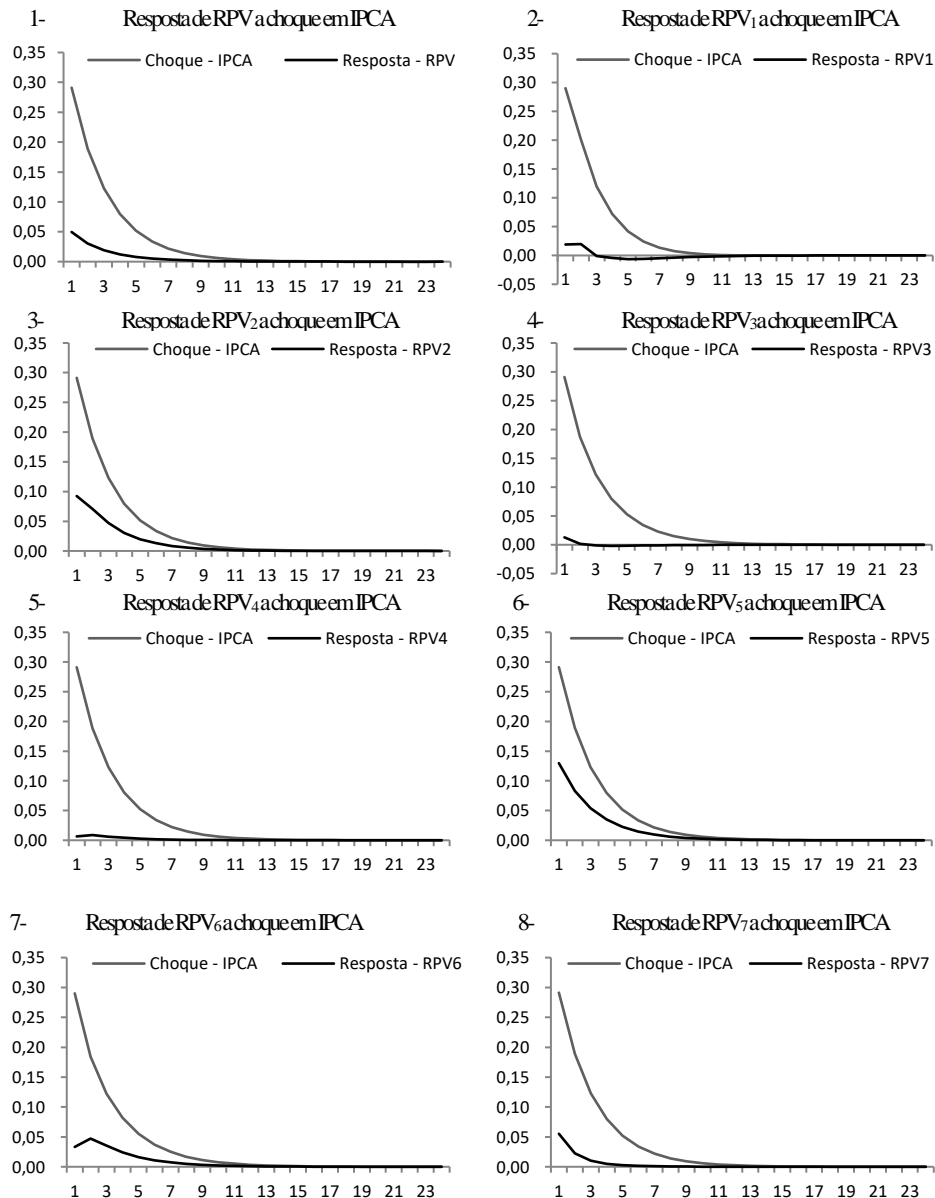 1- Resposta de RPV a choque em IPCA
0,35
Choque - IPCA Resposta - RPV
0,30
0,25
0,20
0,15
0,10
0,05
0,00
1 3 5 7 9 11 13 15 17 19 21 23
2- Resposta de RPV₁ a choque em IPCA
0,35
Choque - IPCA Resposta - RPV1
0,30
0,25
0,20
0,15
0,10
0,05
0,00
-0,05
1 3 5 7 9 11 13 15 17 19 21 23
3- Resposta de RPV₂ a choque em IPCA
0,35
Choque - IPCA Resposta - RPV2
0,30
0,25
0,20
0,15
0,10
0,05
0,00
1 3 5 7 9 11 13 15 17 19 21 23
4- Resposta de RPV₃ a choque em IPCA
0,35
Choque - IPCA Resposta - RPV3
0,30
0,25
0,20
0,15
0,10
0,05
0,00
-0,05
1 3 5 7 9 11 13 15 17 19 21 23
5- Resposta de RPV₄ a choque em IPCA
0,35
Choque - IPCA Resposta - RPV4
0,30
0,25
0,20
0,15
0,10
0,05
0,00
1 3 5 7 9 11 13 15 17 19 21 23
6- Resposta de RPV₅ a choque em IPCA
0,35
Choque - IPCA Resposta - RPV5
0,30
0,25
0,20
0,15
0,10
0,05
0,00
1 3 5 7 9 11 13 15 17 19 21 23
7- Resposta de RPV₆ a choque em IPCA
0,35
Choque - IPCA Resposta - RPV6
0,30
0,25
0,20
0,15
0,10
0,05
0,00
1 3 5 7 9 11 13 15 17 19 21 23
8- Resposta de RPV₇ a choque em IPCA
0,35
Choque - IPCA Resposta - RPV7
0,30
0,25
0,20
0,15
0,10
0,05
0,00
1 3 5 7 9 11 13 15 17 19 21 23